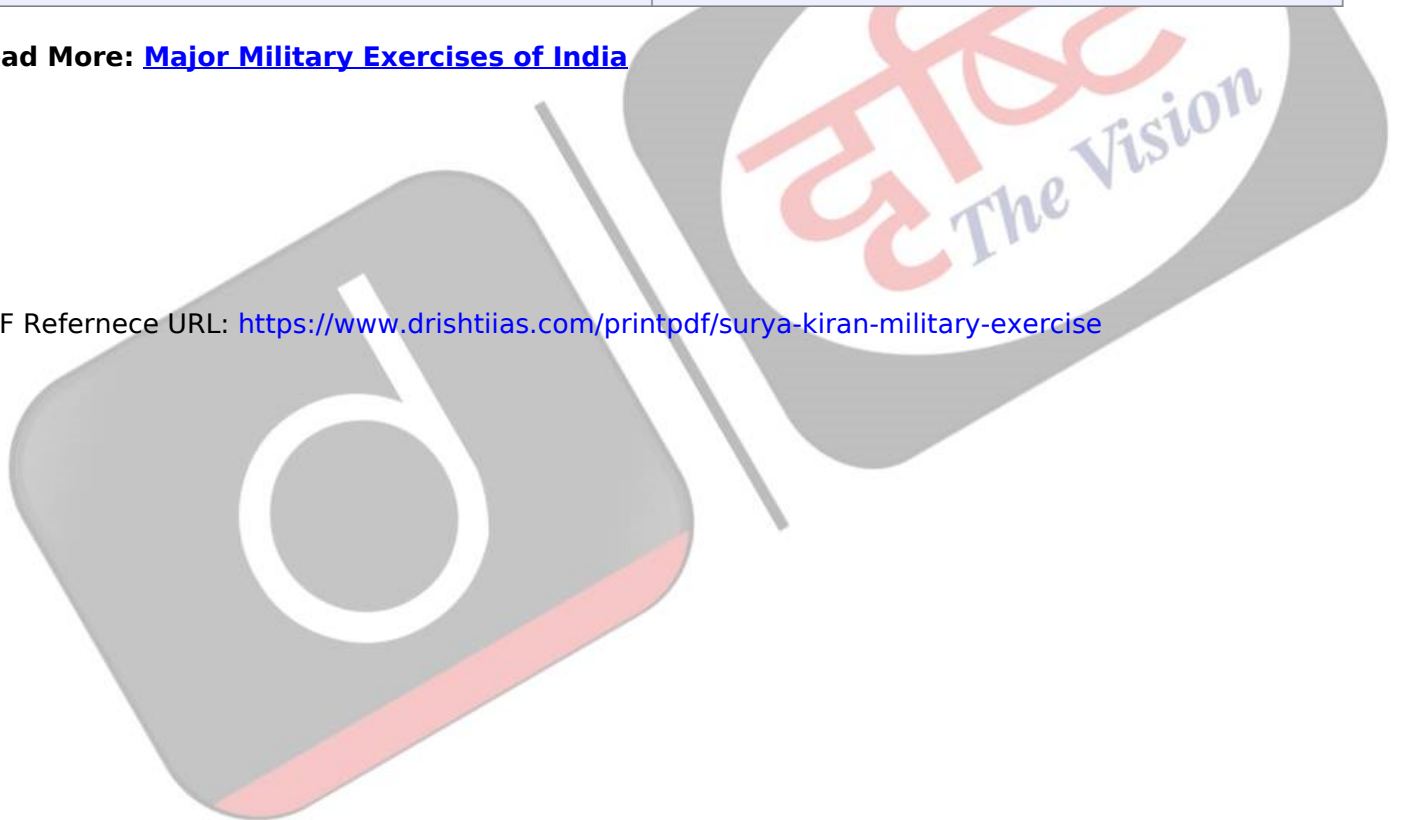 ad More: Major Military Exercises of India
दृष्टि
The Vision
F Refernece URL: https://www.drishtiias.com/printpdf/surya-kiran-military-exercise
d